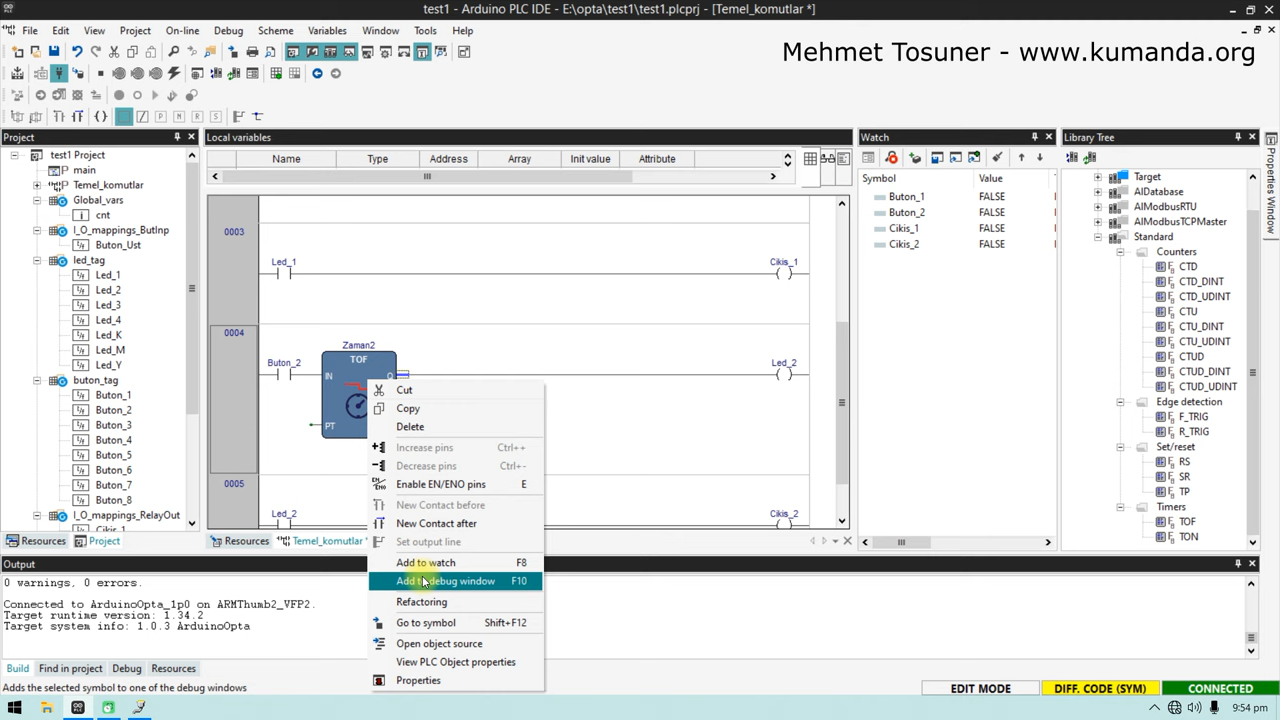 test1 - Arduino PLC IDE - E:\opta\test1\test1.plcprj - [Temel_komutlar *]
File Edit View Project On-line Debug Scheme Variables Window Tools Help
Mehmet Tosuner - www.kumanda.org
Project
test1 Project
main
Temel_komutlar
Global_vars
cnt
I_O_mappings_ButInp
Buton_Ust
led_tag
Led_1
Led_2
Led_3
Led_4
Led_K
Led_M
Led_Y
buton_tag
Buton_1
Buton_2
Buton_3
Buton_4
Buton_5
Buton_6
Buton_7
Buton_8
I_O_mappings_RelayOut
Cikis_1
Resources Project
Local variables
Name Type Address Array Init value Attribute
0003
Led_1 Cikis_1
0004
Zaman2
TOF
Buton_2 IN Q Led_2
PT
0005
Led_2 Cikis_2
Resources Temel_komutlar
Cut
Copy
Delete
Increase pins Ctrl++
Decrease pins Ctrl+-
Enable EN/ENO pins E
New Contact before
New Contact after
Set output line
Add to watch F8
Add to debug window F10
Refactoring
Go to symbol Shift+F12
Open object source
View PLC Object properties
Properties
Watch
Symbol Value
Buton_1 FALSE
Buton_2 FALSE
Cikis_1 FALSE
Cikis_2 FALSE
Library Tree
Target
AIDatabase
AIModbusRTU
AIModbusTCPMaster
Standard
Counters
CTD
CTD_DINT
CTD_UDINT
CTU
CTU_DINT
CTU_UDINT
CTUD
CTUD_DINT
CTUD_UDINT
Edge detection
F_TRIG
R_TRIG
Set/reset
RS
SR
TP
Timers
TOF
TON
Properties Window
Output
0 warnings, 0 errors.
Connected to ArduinoOpta_1p0 on ARMThumb2_VFP2.
Target runtime version: 1.34.2
Target system info: 1.0.3 ArduinoOpta
Build Find in project Debug Resources
Adds the selected symbol to one of the debug windows
EDIT MODE DIFF. CODE (SYM) CONNECTED
9:54 pm